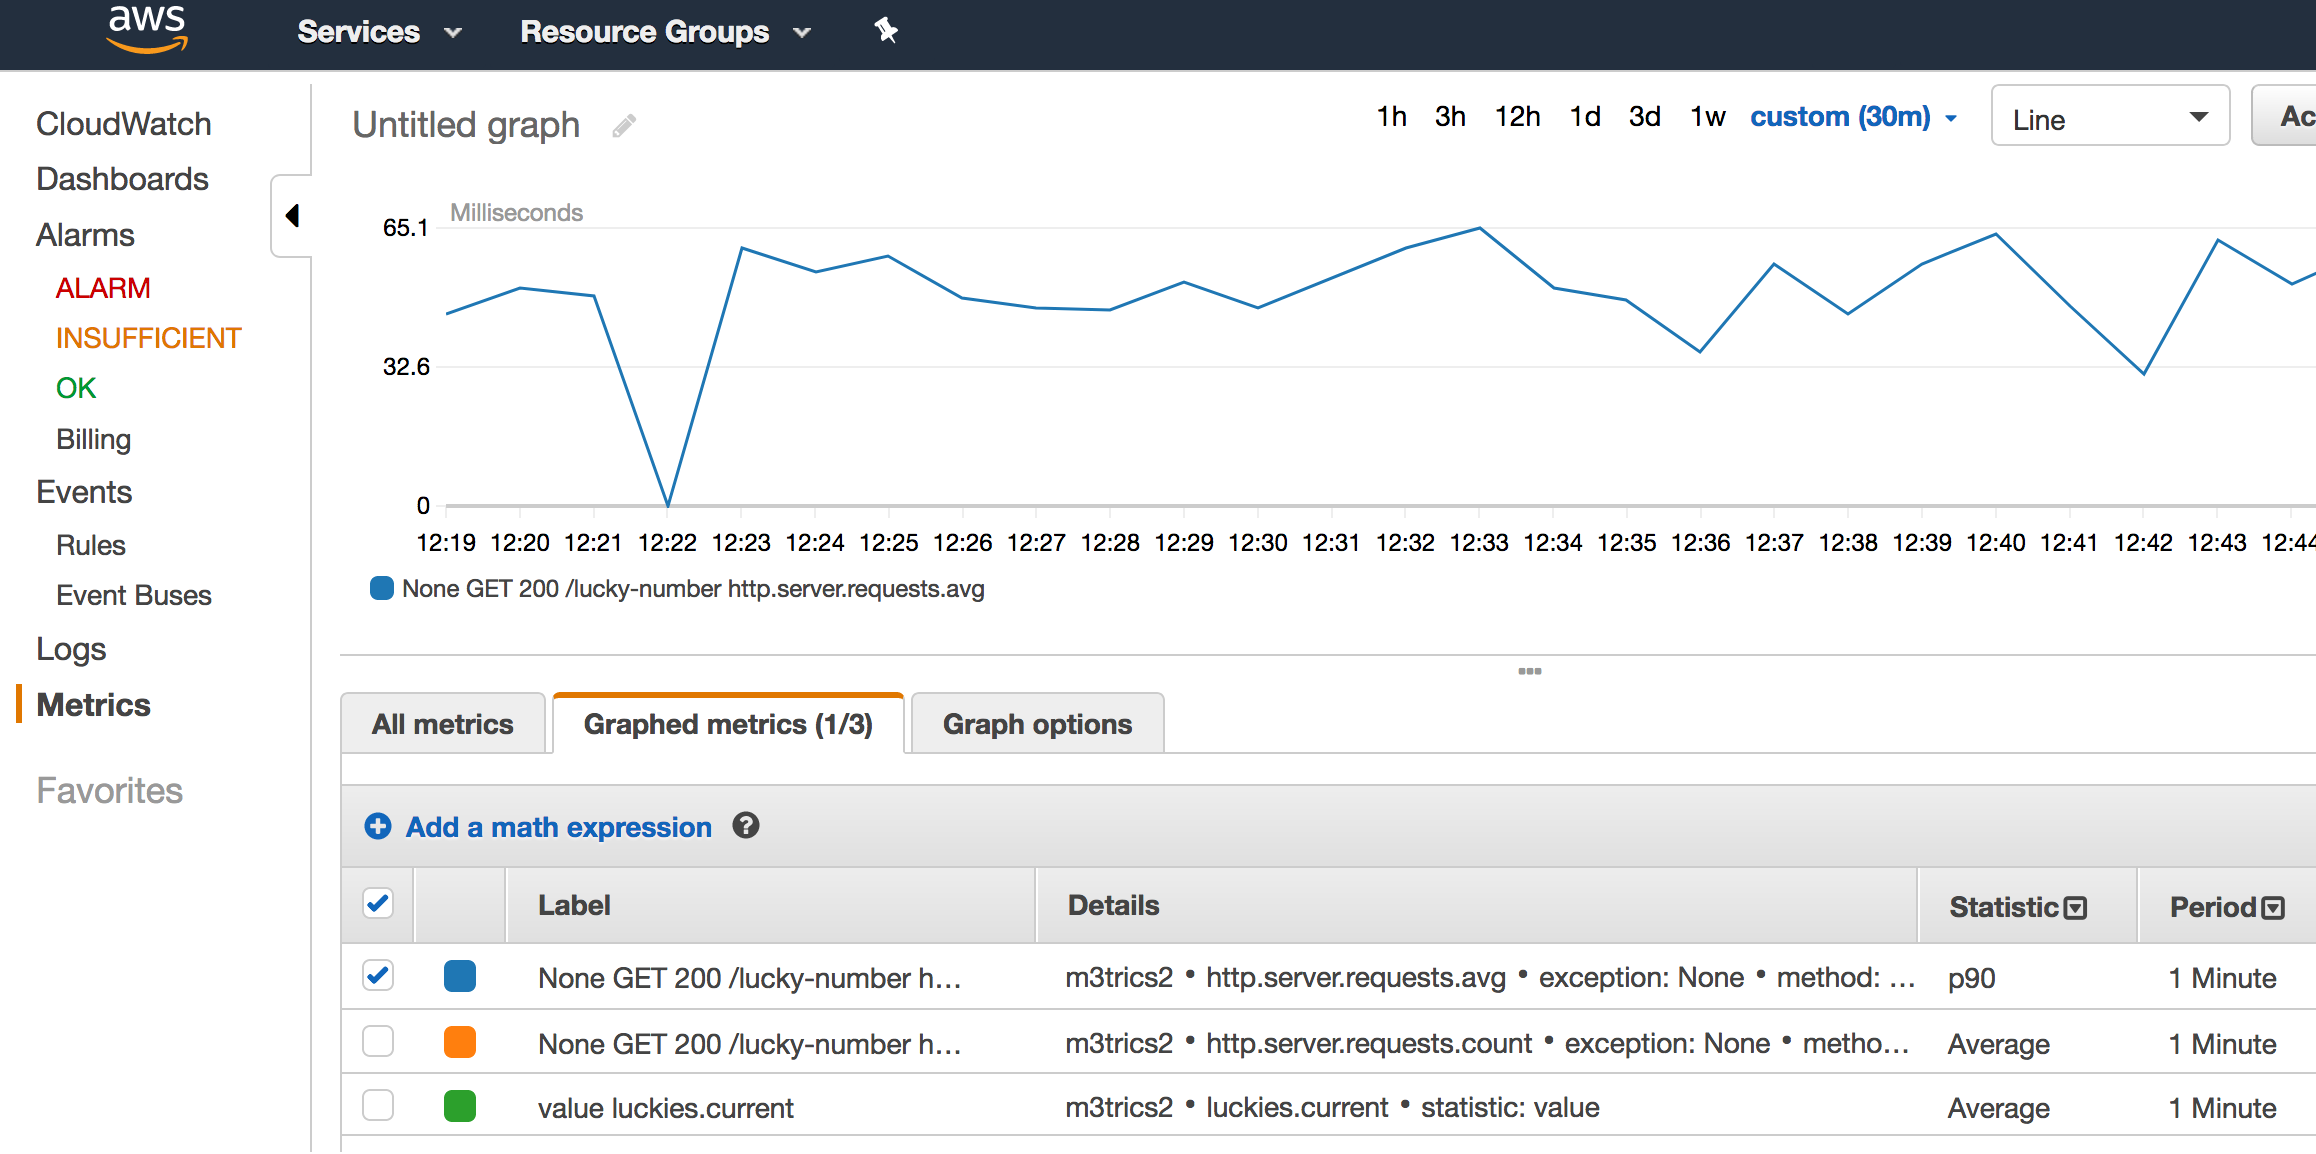 aws Services Resource Groups
CloudWatch
Dashboards
Alarms
ALARM
INSUFFICIENT
OK
Billing
Events
Rules
Event Buses
Logs
Metrics
Favorites
Untitled graph
1h 3h 12h 1d 3d 1w custom (30m) Line Ac
Milliseconds
65.1
32.6
0
12:19 12:20 12:21 12:22 12:23 12:24 12:25 12:26 12:27 12:28 12:29 12:30 12:31 12:32 12:33 12:34 12:35 12:36 12:37 12:38 12:39 12:40 12:41 12:42 12:43 12:44
None GET 200 /lucky-number http.server.requests.avg
All metrics Graphed metrics (1/3) Graph options
Add a math expression ?
Label Details Statistic Period
None GET 200 /lucky-number h... m3trics2 • http.server.requests.avg • exception: None • method: ... p90 1 Minute
None GET 200 /lucky-number h... m3trics2 • http.server.requests.count • exception: None • metho... Average 1 Minute
value luckies.current m3trics2 • luckies.current • statistic: value Average 1 Minute